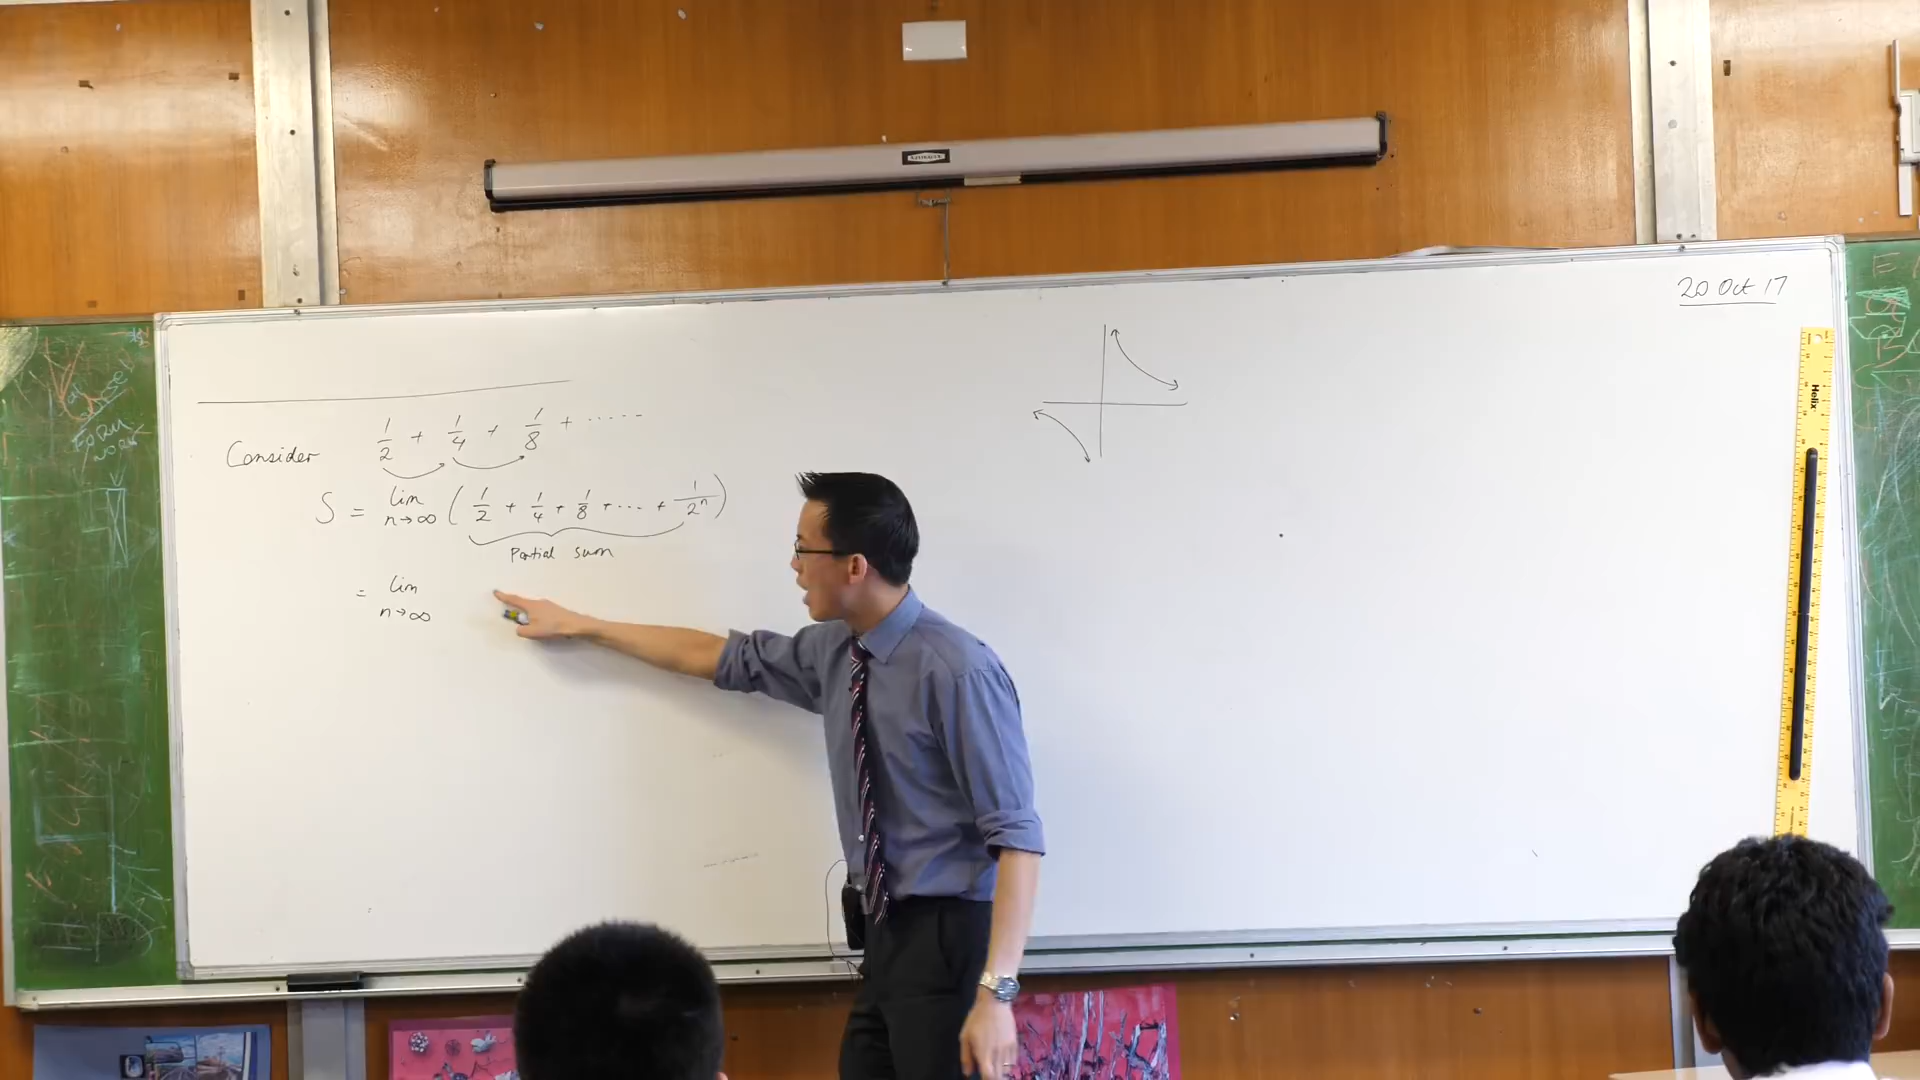 20 Oct 17
Consider 1/2 + 1/4 + 1/8 + ......
S = lim n→∞ ( 1/2 + 1/4 + 1/8 + ... + 1/2ⁿ )
Partial sum
= lim n→∞
Helix
FORM